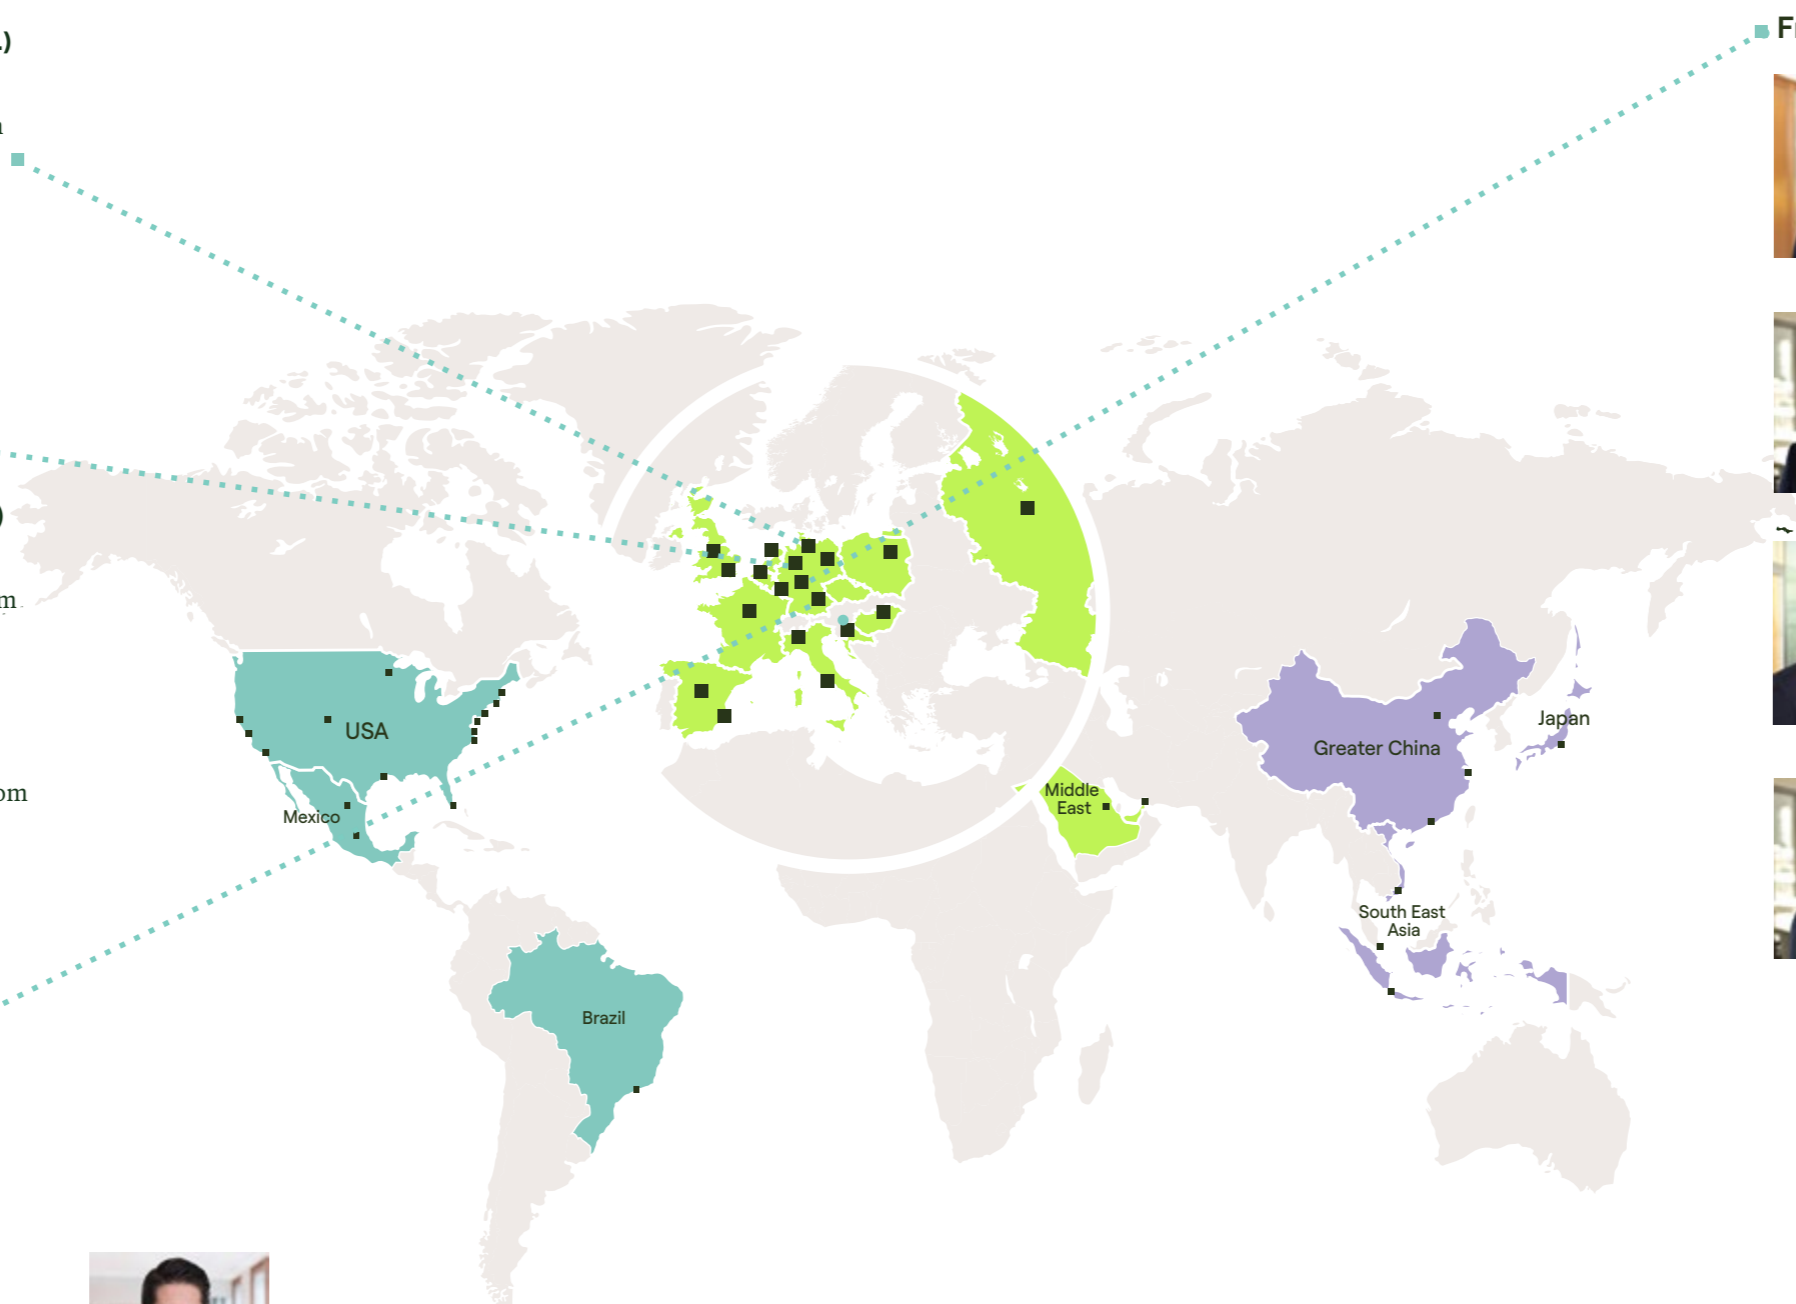 USA
Mexico
Brazil
Middle
East
Greater China
Japan
South East
Asia